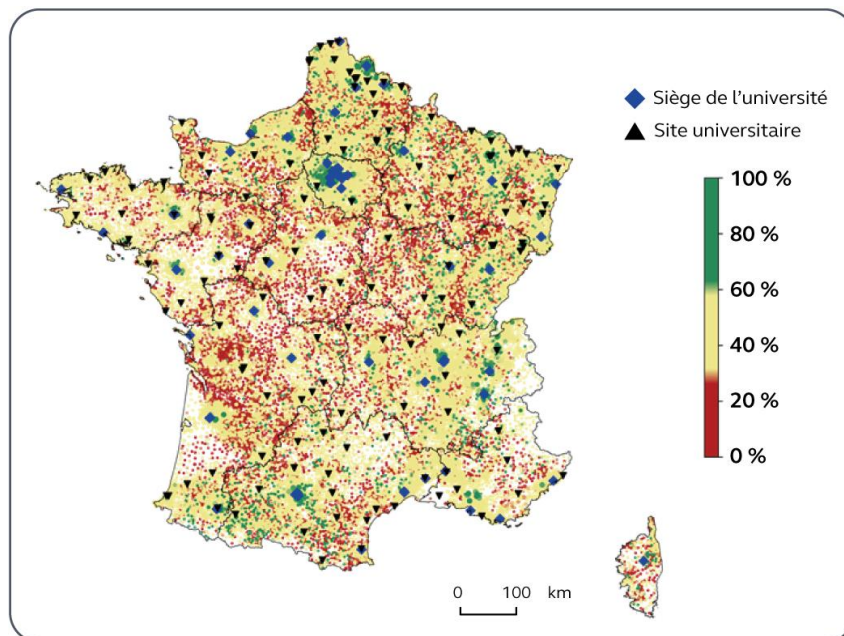 Siège de l’université
Site universitaire
100 %
80 %
60 %
40 %
20 %
0 %
0 100 km